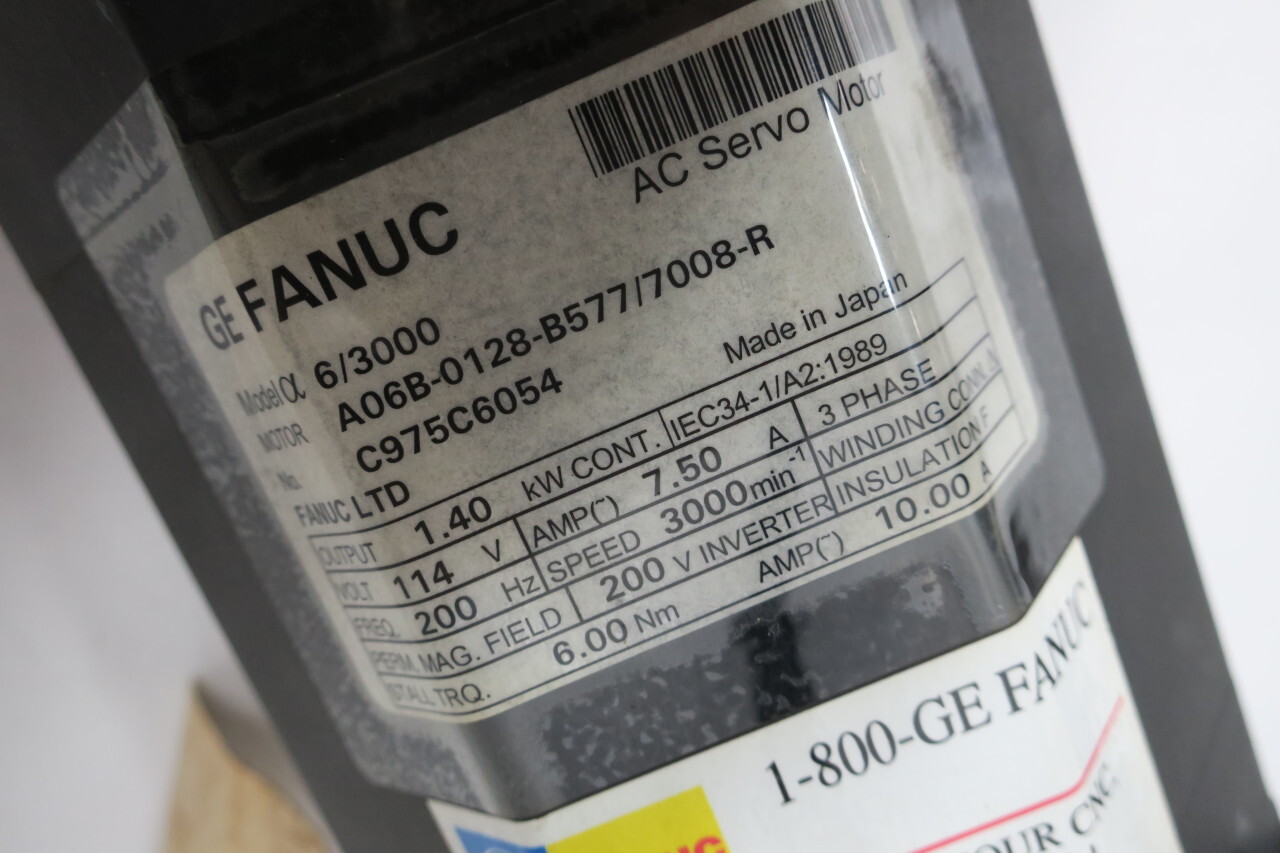 AC Servo Motor
GE FANUC
Model α 6/3000
MOTOR A06B-0128-B577/7008-R
No. C975C6054
Made in Japan
FANUC LTD
OUTPUT 1.40 kW CONT. IEC34-1/A2:1989
VOLT 114 V AMP(~) 7.50 A 3 PHASE
FREQ. 200 Hz SPEED 3000min⁻¹ WINDING CONN.
PERM. MAG. FIELD 200 V INVERTER INSULATION F
STALL TRQ. 6.00 Nm AMP(~) 10.00 A
1-800-GE FANUC
OUR CNC